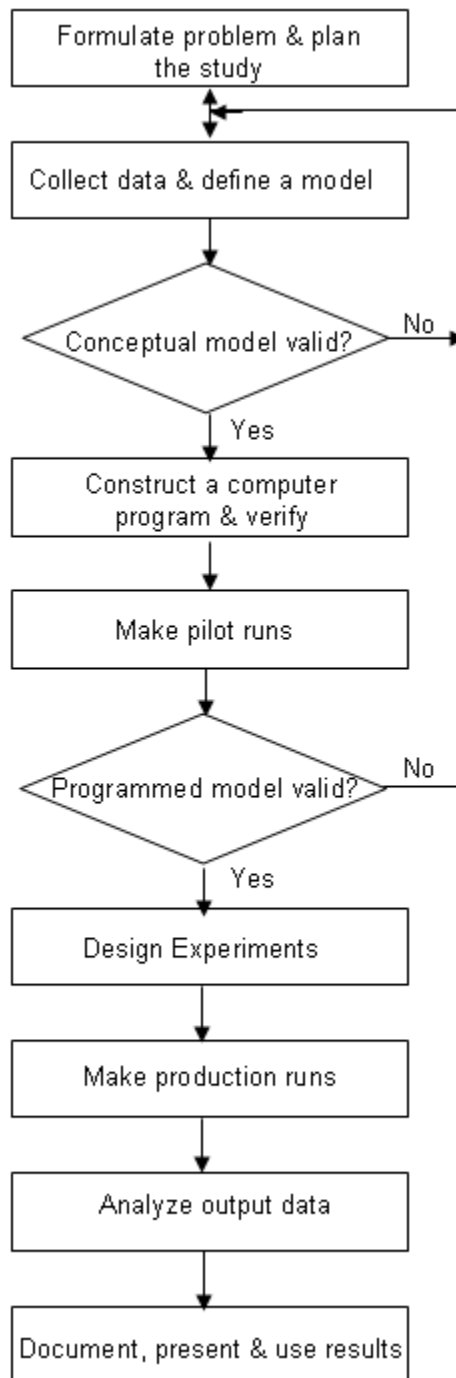 Formulate problem & plan
the study
Collect data & define a model
Conceptual model valid?
No
Yes
Construct a computer
program & verify
Make pilot runs
Programmed model valid?
No
Yes
Design Experiments
Make production runs
Analyze output data
Document, present & use results